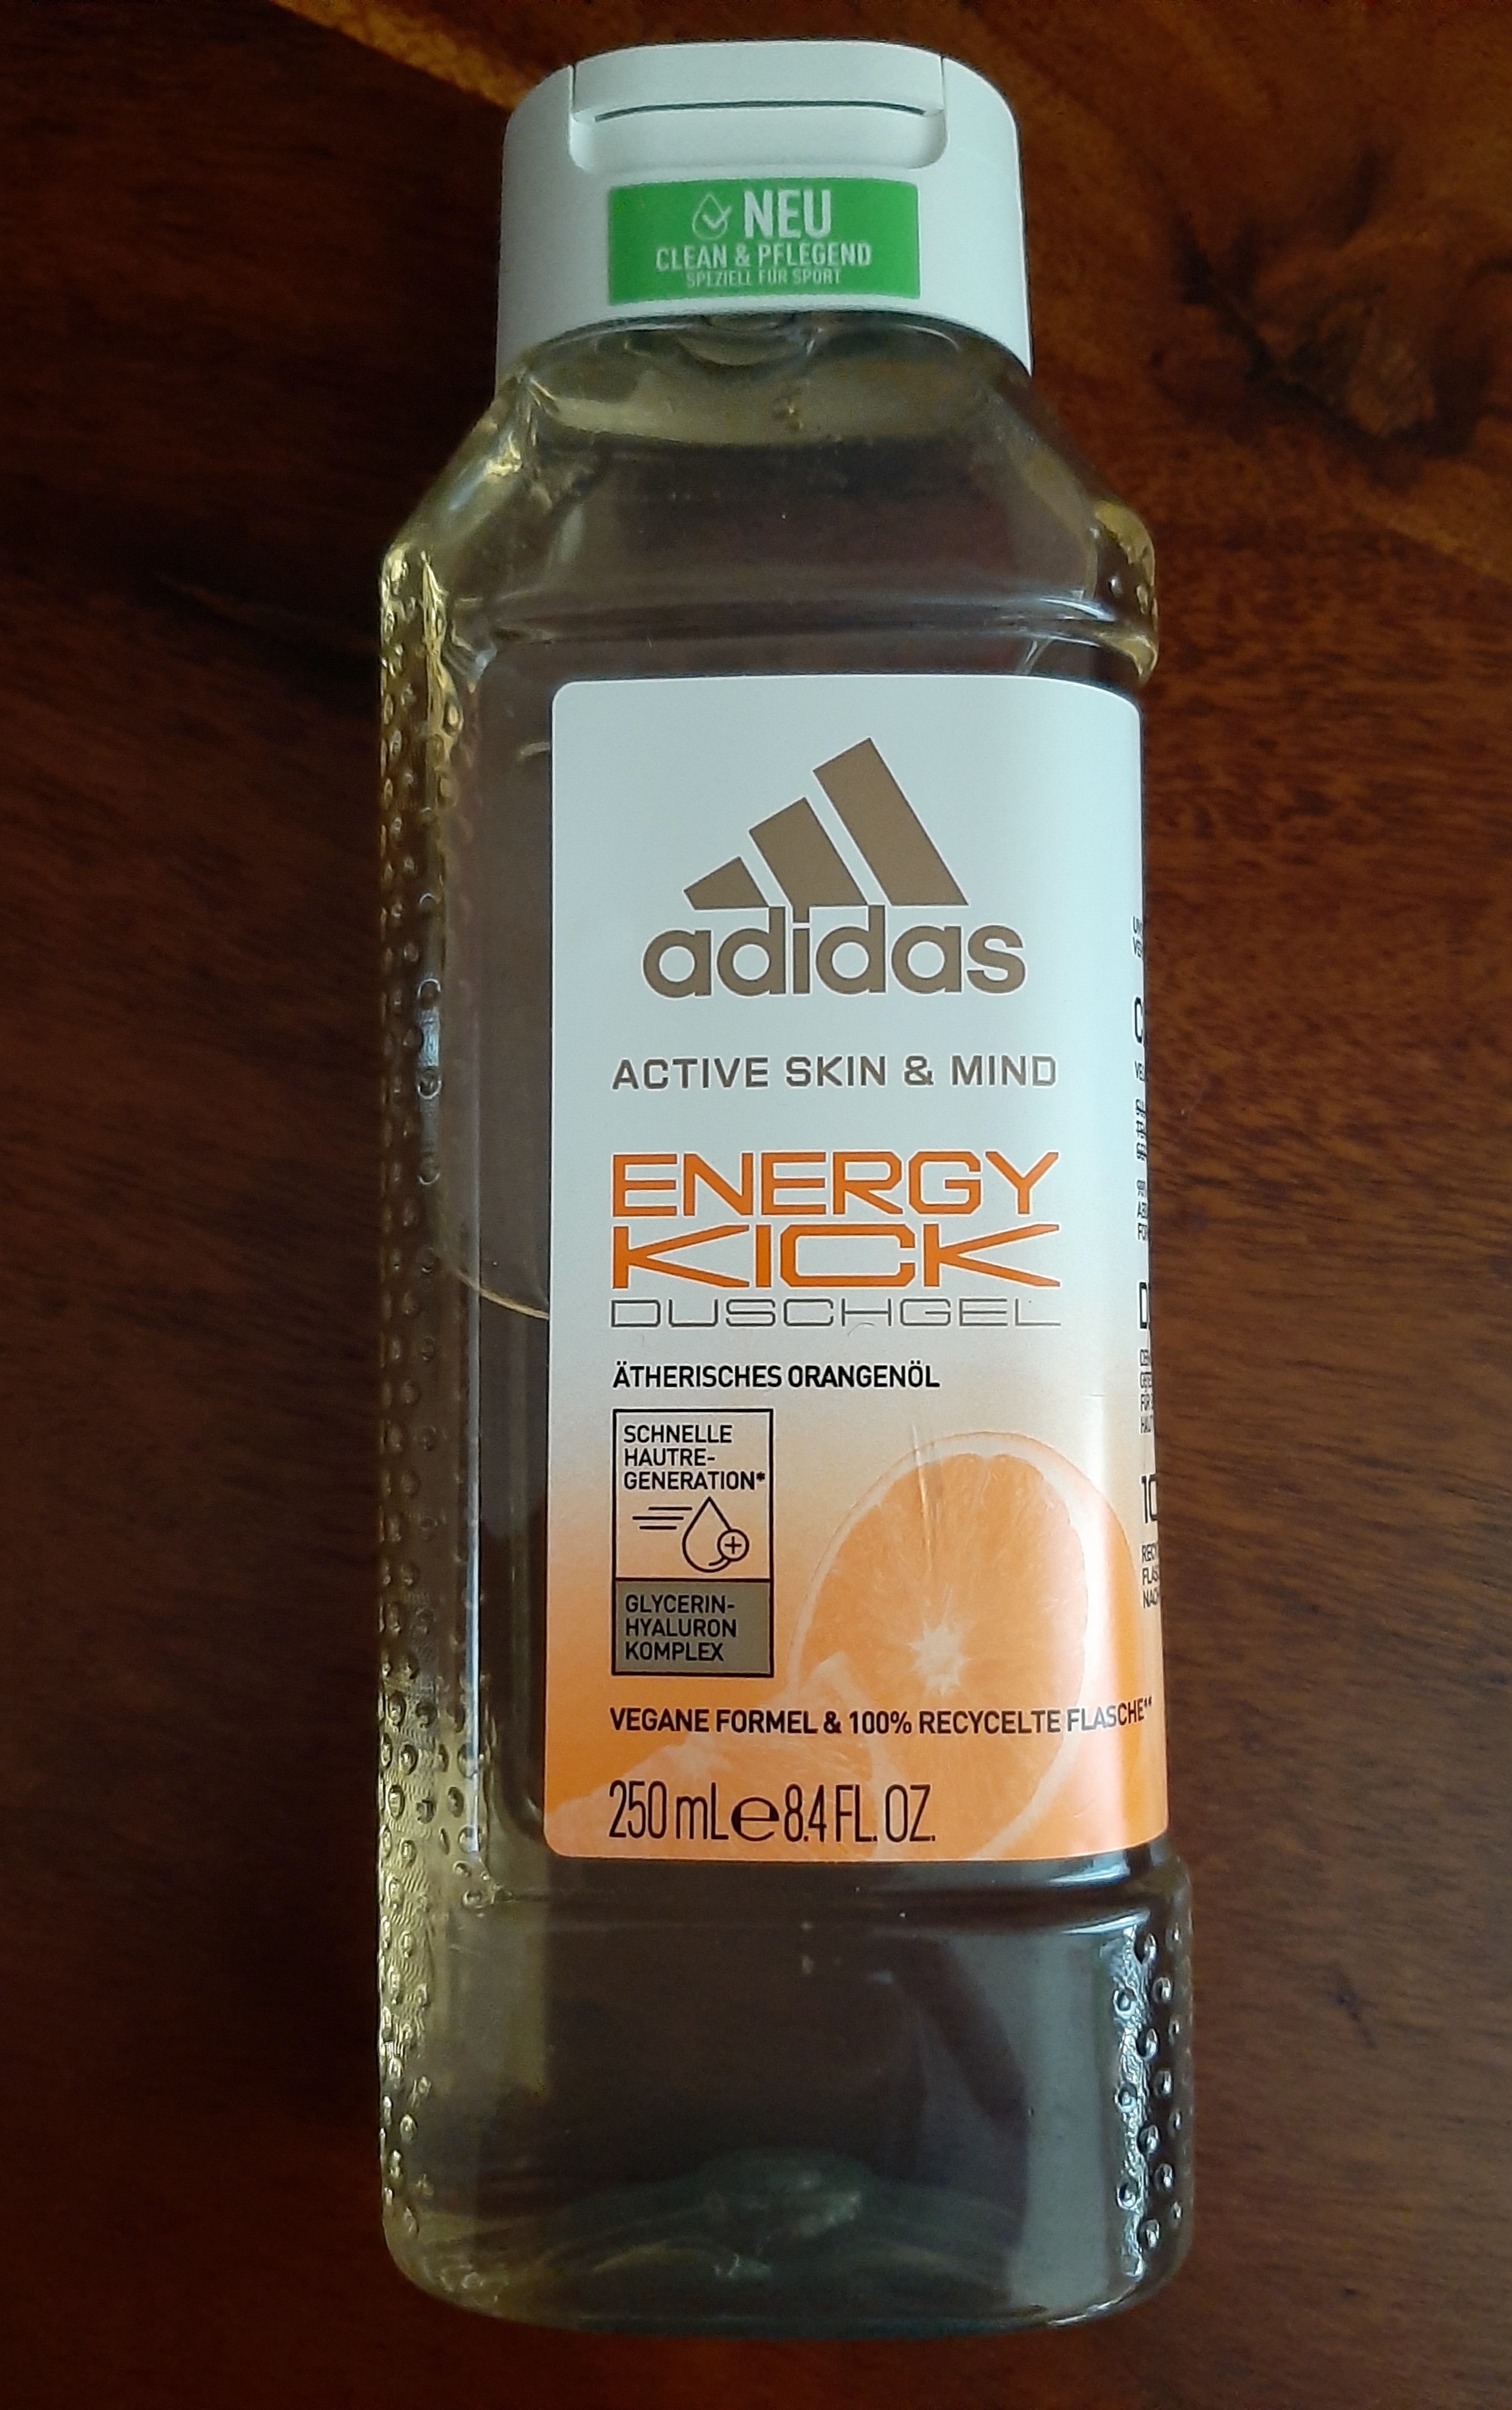 NEU
CLEAN & PFLEGEND
SPEZIELL FÜR SPORT
adidas
ACTIVE SKIN & MIND
ENERGY
KICK
DUSCHGEL
ÄTHERISCHES ORANGENÖL
SCHNELLE
HAUTRE-
GENERATION*
GLYCERIN-
HYALURON
KOMPLEX
VEGANE FORMEL & 100% RECYCELTE FLASCHE**
250 mL ℮ 8.4 FL. OZ.